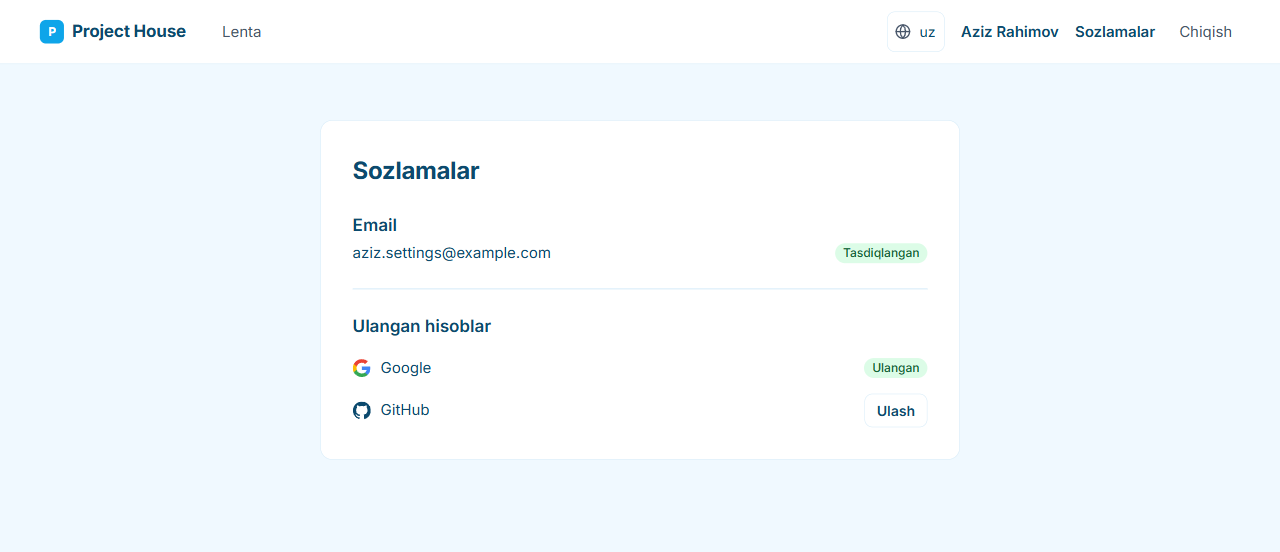 P Project House Lenta uz Aziz Rahimov Sozlamalar Chiqish
Sozlamalar
Email
aziz.settings@example.com Tasdiqlangan
Ulangan hisoblar
Google Ulangan
GitHub Ulash